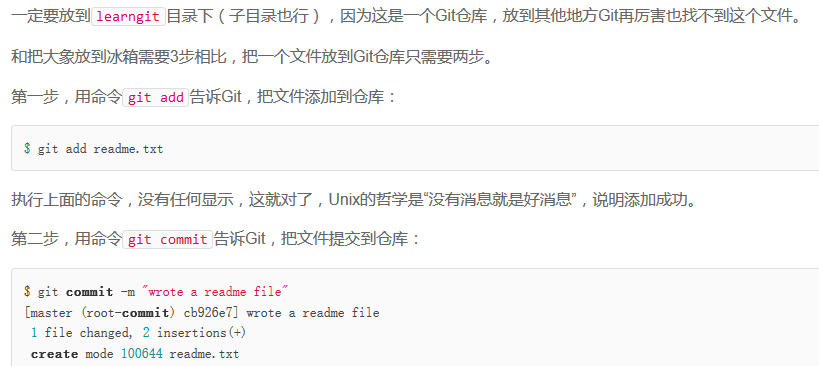 一定要放到learngit目录下（子目录也行），因为这是一个Git仓库，放到其他地方Git再厉害也找不到这个文件。
和把大象放到冰箱需要3步相比，把一个文件放到Git仓库只需要两步。
第一步，用命令git add告诉Git，把文件添加到仓库：
$ git add readme.txt
执行上面的命令，没有任何显示，这就对了，Unix的哲学是“没有消息就是好消息”，说明添加成功。
第二步，用命令git commit告诉Git，把文件提交到仓库：
$ git commit -m "wrote a readme file"
[master (root-commit) cb926e7] wrote a readme file
 1 file changed, 2 insertions(+)
 create mode 100644 readme.txt